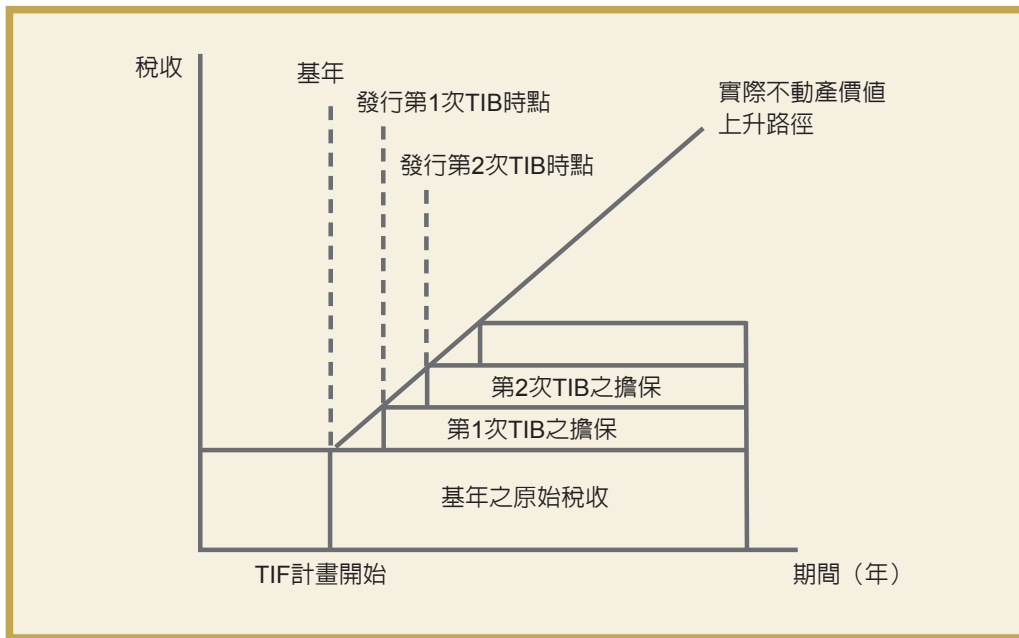 稅收
基年
發行第1次TIB時點
發行第2次TIB時點
實際不動產價值
上升路徑
第2次TIB之擔保
第1次TIB之擔保
基年之原始稅收
TIF計畫開始
期間（年）